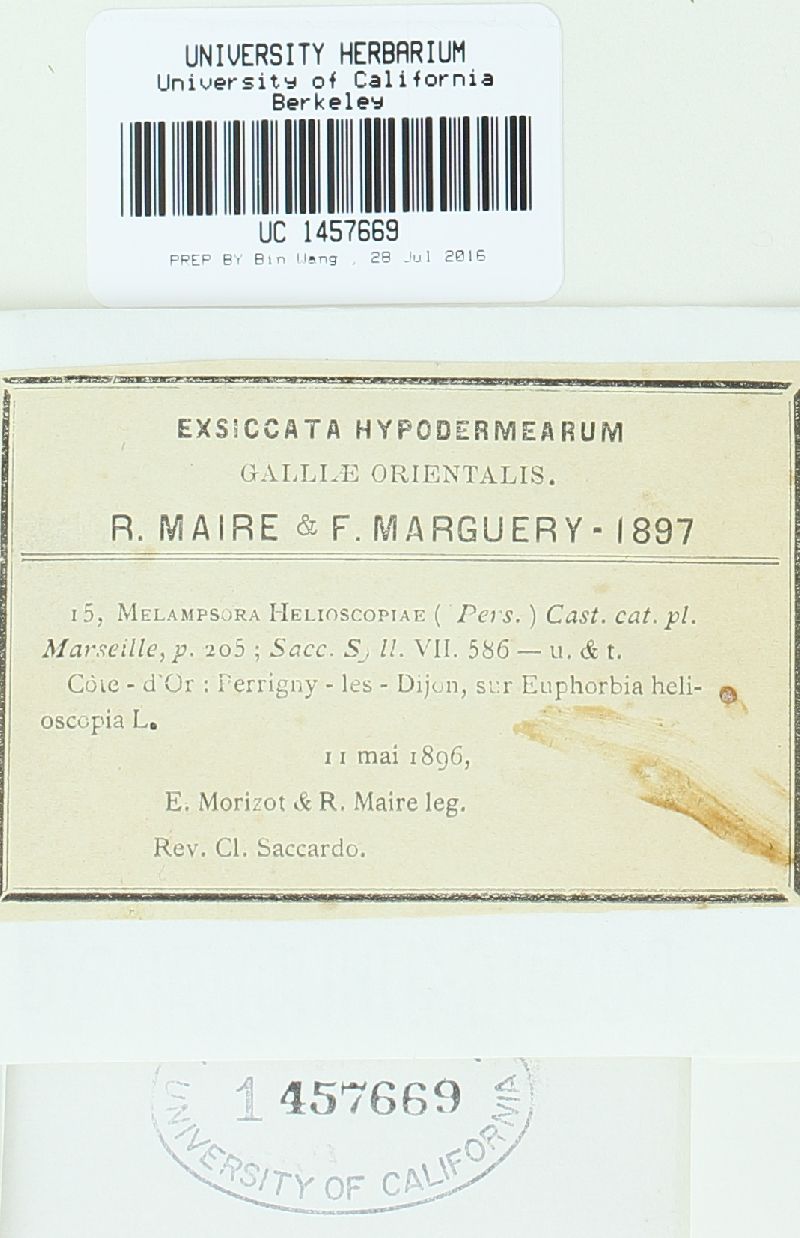 UNIVERSITY HERBARIUM
University of California
Berkeley
UC 1457669
PREP BY Bin Wang , 28 Jul 2016
EXSICCATA HYPODERMEARUM
GALLIÆ ORIENTALIS.
R. MAIRE & F. MARGUERY - 1897
15, MELAMPSORA HELIOSCOPIAE ( Pers. ) Cast. cat. pl.
Marseille, p. 205 ; Sacc. Syll. VII. 586 — u. & t.
Côte - d'Or : Perrigny - les - Dijon, sur Euphorbia heli-
oscopia L.
11 mai 1896,
E. Morizot & R. Maire leg.
Rev. Cl. Saccardo.
1457669
UNIVERSITY OF CALIFORNIA